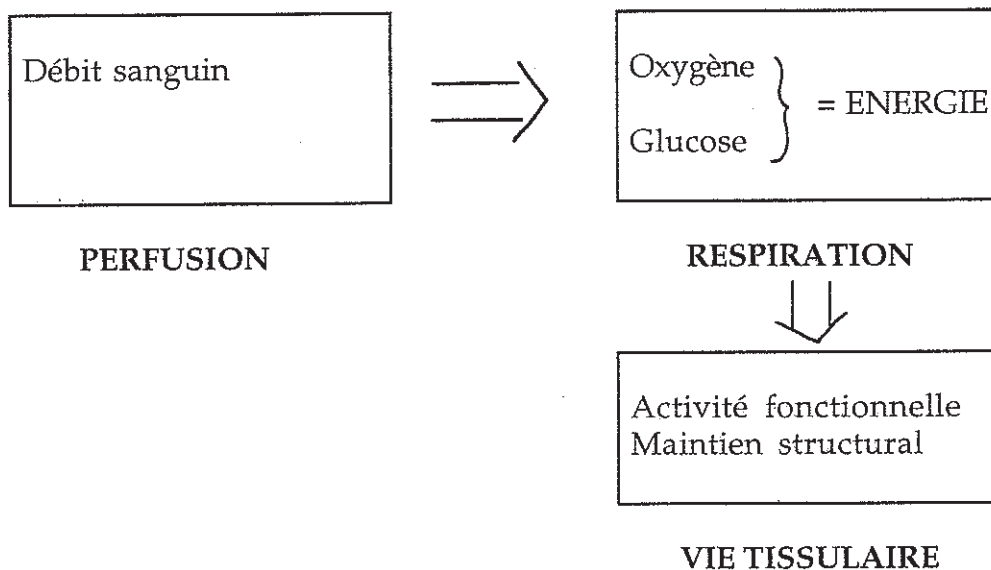 Débit sanguin
PERFUSION
Oxygène
Glucose
= ENERGIE
RESPIRATION
Activité fonctionnelle
Maintien structural
VIE TISSULAIRE